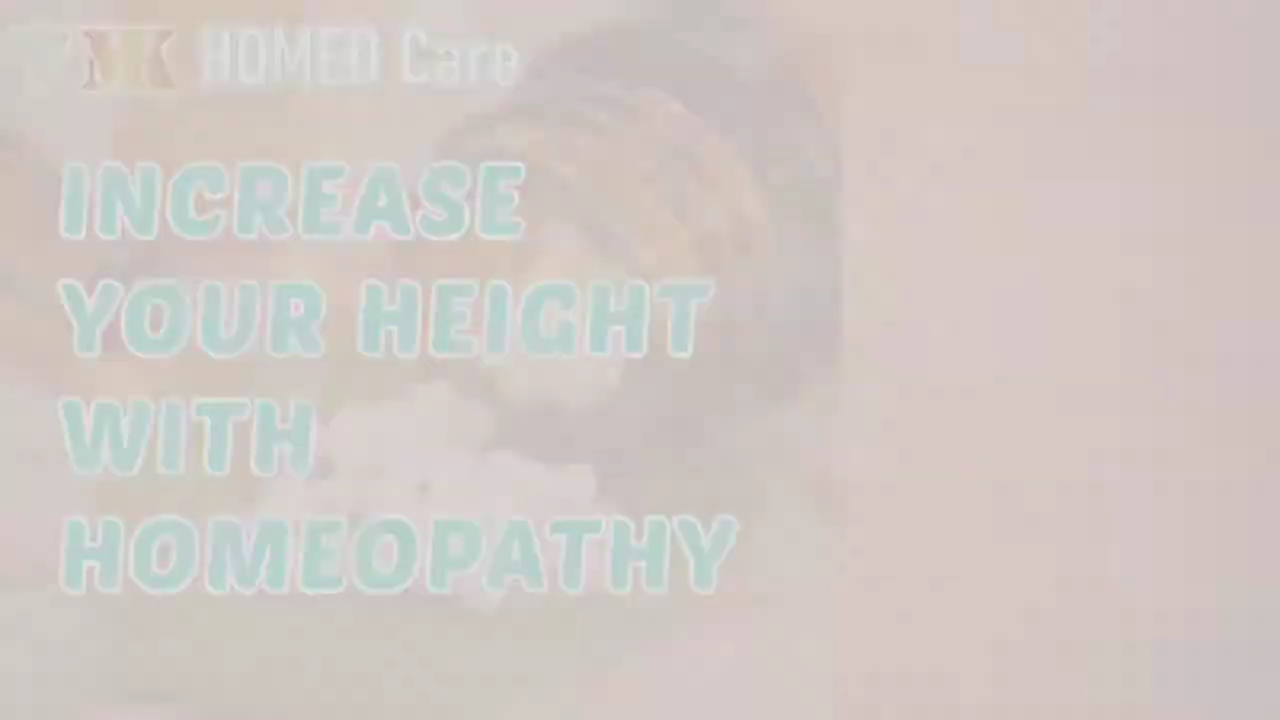 HOMEO Care
INCREASE
YOUR HEIGHT
WITH
HOMEOPATHY